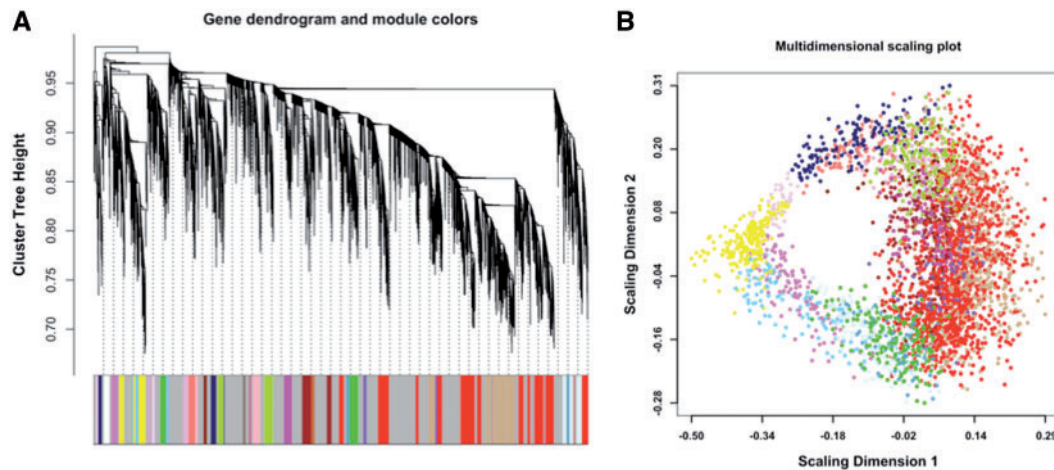 A
Gene dendrogram and module colors
Cluster Tree Height
0.95
0.90
0.85
0.80
0.75
0.70
B
Multidimensional scaling plot
Scaling Dimension 2
0.31
0.20
0.08
-0.04
-0.16
-0.28
-0.50 -0.34 -0.18 -0.02 0.14 0.29
Scaling Dimension 1